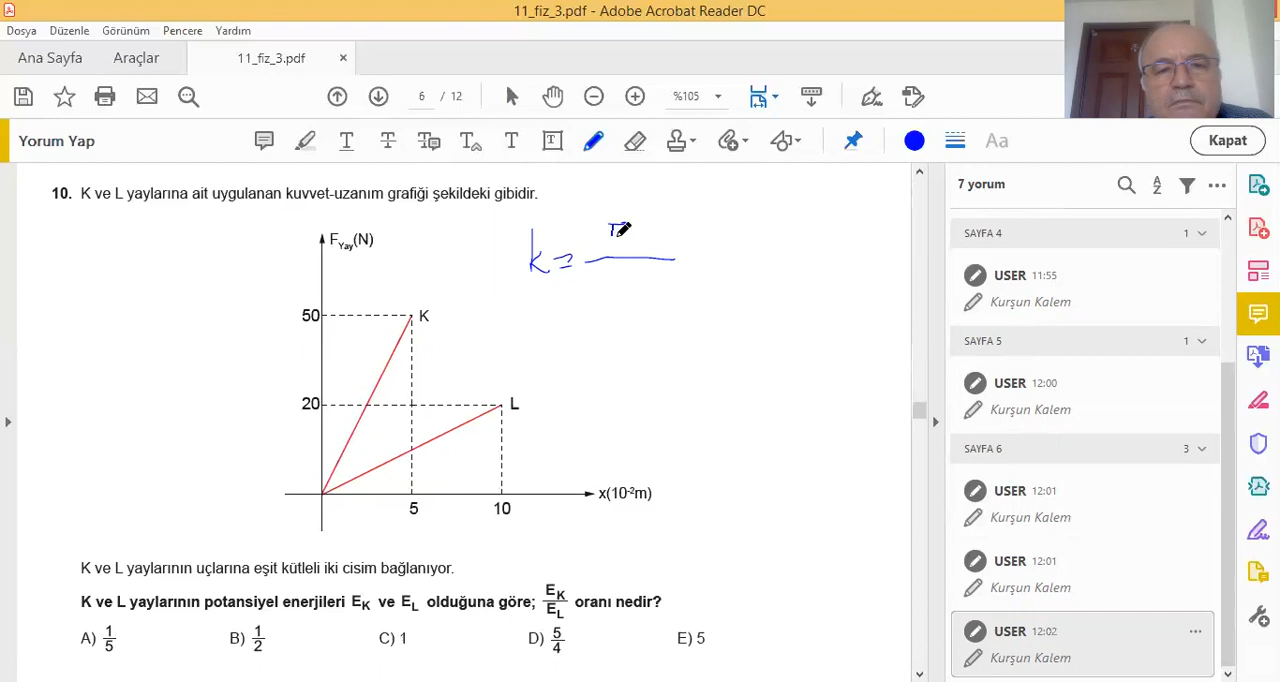 11_fiz_3.pdf - Adobe Acrobat Reader DC
Dosya Düzenle Görünüm Pencere Yardım
Ana Sayfa Araçlar 11_fiz_3.pdf ×
6 / 12 %105
Yorum Yap Kapat
10. K ve L yaylarına ait uygulanan kuvvet-uzanım grafiği şekildeki gibidir.
F Yay (N)
k =
50 K
20 L
5 10 x(10⁻²m)
K ve L yaylarının uçlarına eşit kütleli iki cisim bağlanıyor.
K ve L yaylarının potansiyel enerjileri E_K ve E_L olduğuna göre; E_K/E_L oranı nedir?
A) 1/5 B) 1/2 C) 1 D) 5/4 E) 5
7 yorum
SAYFA 4 1
USER 11:55
Kurşun Kalem
SAYFA 5 1
USER 12:00
Kurşun Kalem
SAYFA 6 3
USER 12:01
Kurşun Kalem
USER 12:01
Kurşun Kalem
USER 12:02
Kurşun Kalem